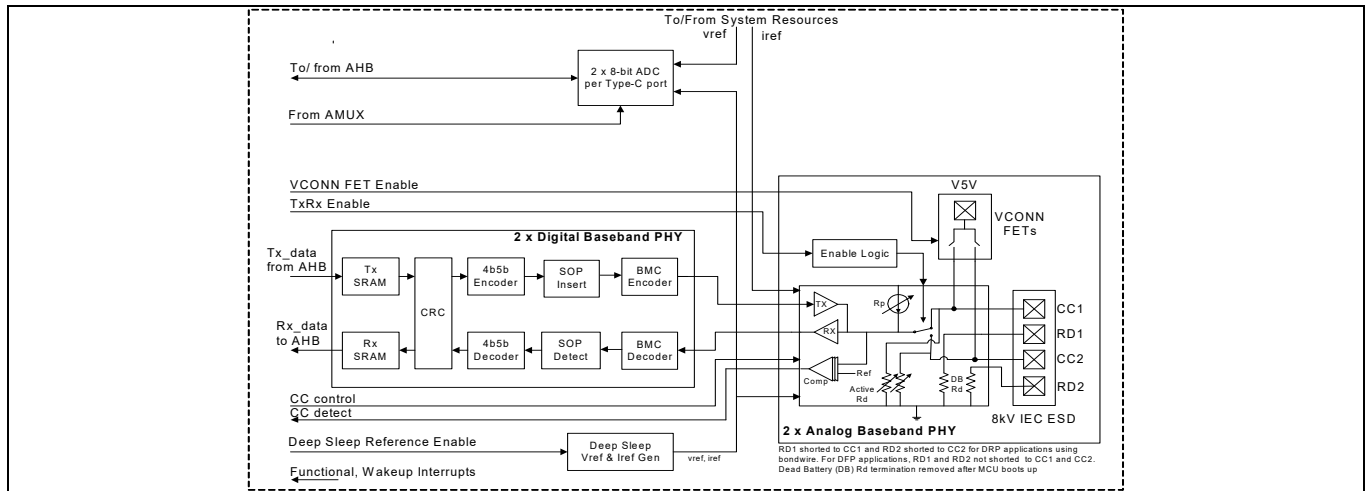 To/From System Resources
vref
iref
To/ from AHB
2 x 8-bit ADC
per Type-C port
From AMUX
VCONN FET Enable
TxRx Enable
V5V
VCONN
FETs
2 x Digital Baseband PHY
Enable Logic
Tx_data
from AHB
Tx
SRAM
CRC
4b5b
Encoder
SOP
Insert
BMC
Encoder
TX
Rp
CC1
RD1
CC2
RD2
Rx_data
to AHB
Rx
SRAM
4b5b
Decoder
SOP
Detect
BMC
Decoder
RX
Ref
Comp
Active
Rd
DB
Rd
8kV IEC ESD
CC control
CC detect
2 x Analog Baseband PHY
Deep Sleep Reference Enable
Deep Sleep
Vref & Iref Gen
vref, iref
RD1 shorted to CC1 and RD2 shorted to CC2 for DRP applications using
bondwire. For DFP applications, RD1 and RD2 not shorted to CC1 and CC2.
Dead Battery (DB) Rd termination removed after MCU boots up
Functional, Wakeup Interrupts